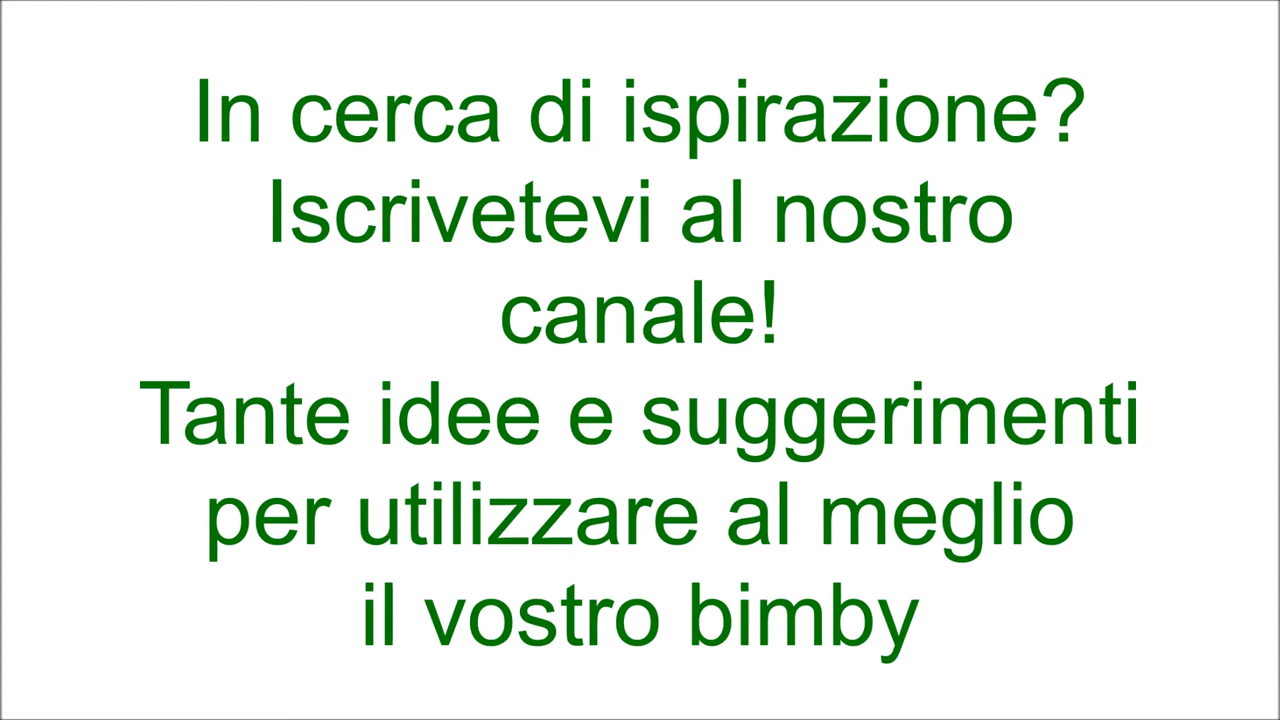 In cerca di ispirazione?
Iscrivetevi al nostro
canale!
Tante idee e suggerimenti
per utilizzare al meglio
il vostro bimby